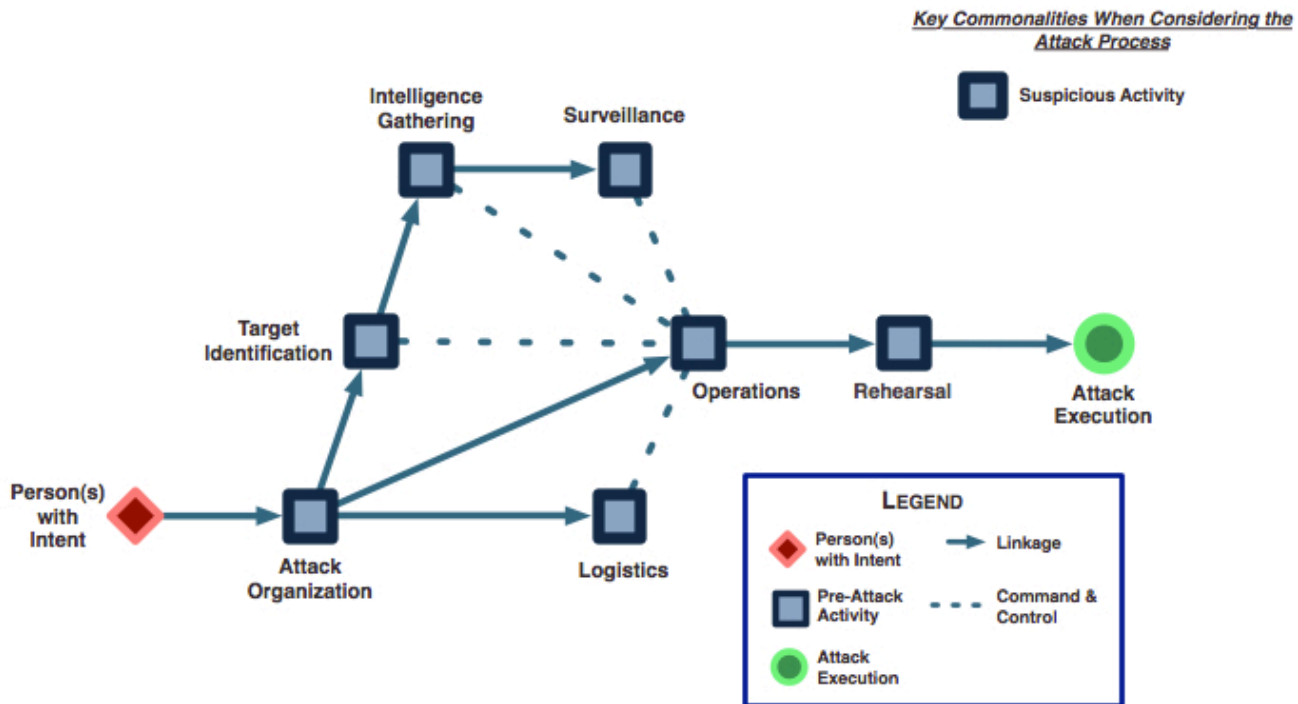 Key Commonalities When Considering the
Attack Process
Suspicious Activity
Intelligence
Gathering
Surveillance
Target
Identification
Operations
Rehearsal
Attack
Execution
Person(s)
with
Intent
Attack
Organization
Logistics
LEGEND
Person(s)
with Intent
Linkage
Pre-Attack
Activity
Command &
Control
Attack
Execution